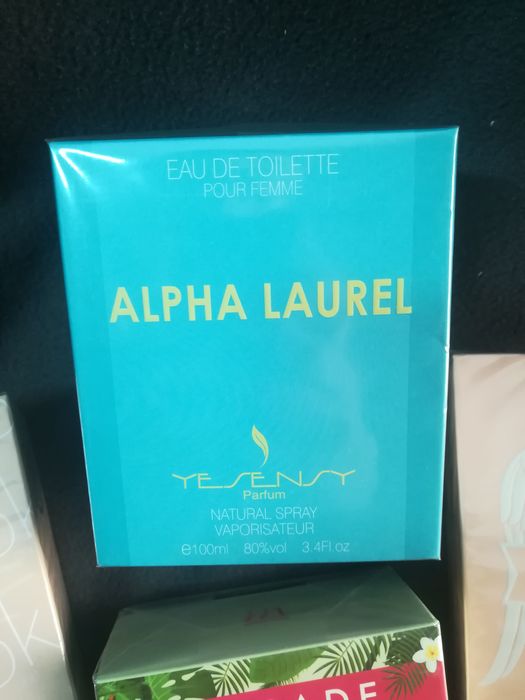 EAU DE TOILETTE
POUR FEMME
ALPHA LAUREL
YESENSY
Parfum
NATURAL SPRAY
VAPORISATEUR
℮100ml 80%vol 3.4Fl.oz